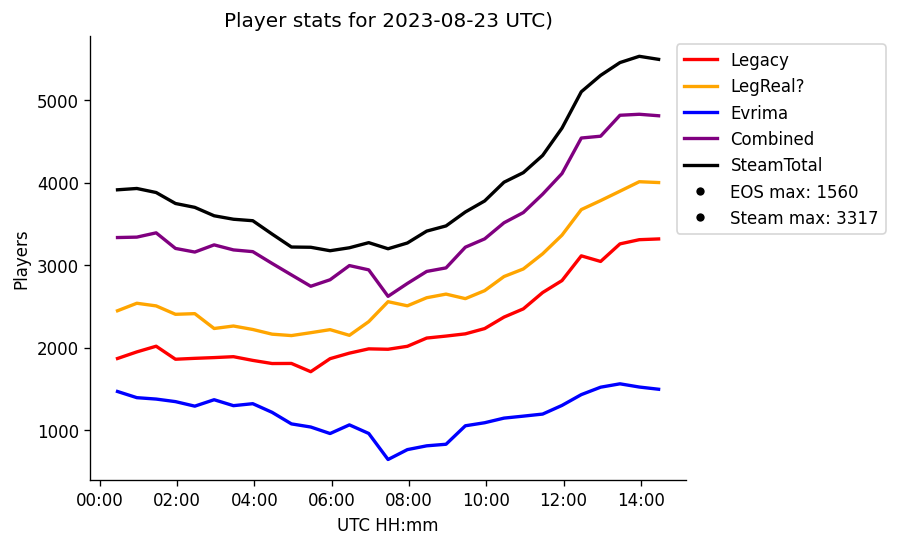 Player stats for 2023-08-23 UTC)
Legacy
LegReal?
Evrima
Combined
SteamTotal
EOS max: 1560
Steam max: 3317
Players
5000
4000
3000
2000
1000
00:00 02:00 04:00 06:00 08:00 10:00 12:00 14:00
UTC HH:mm